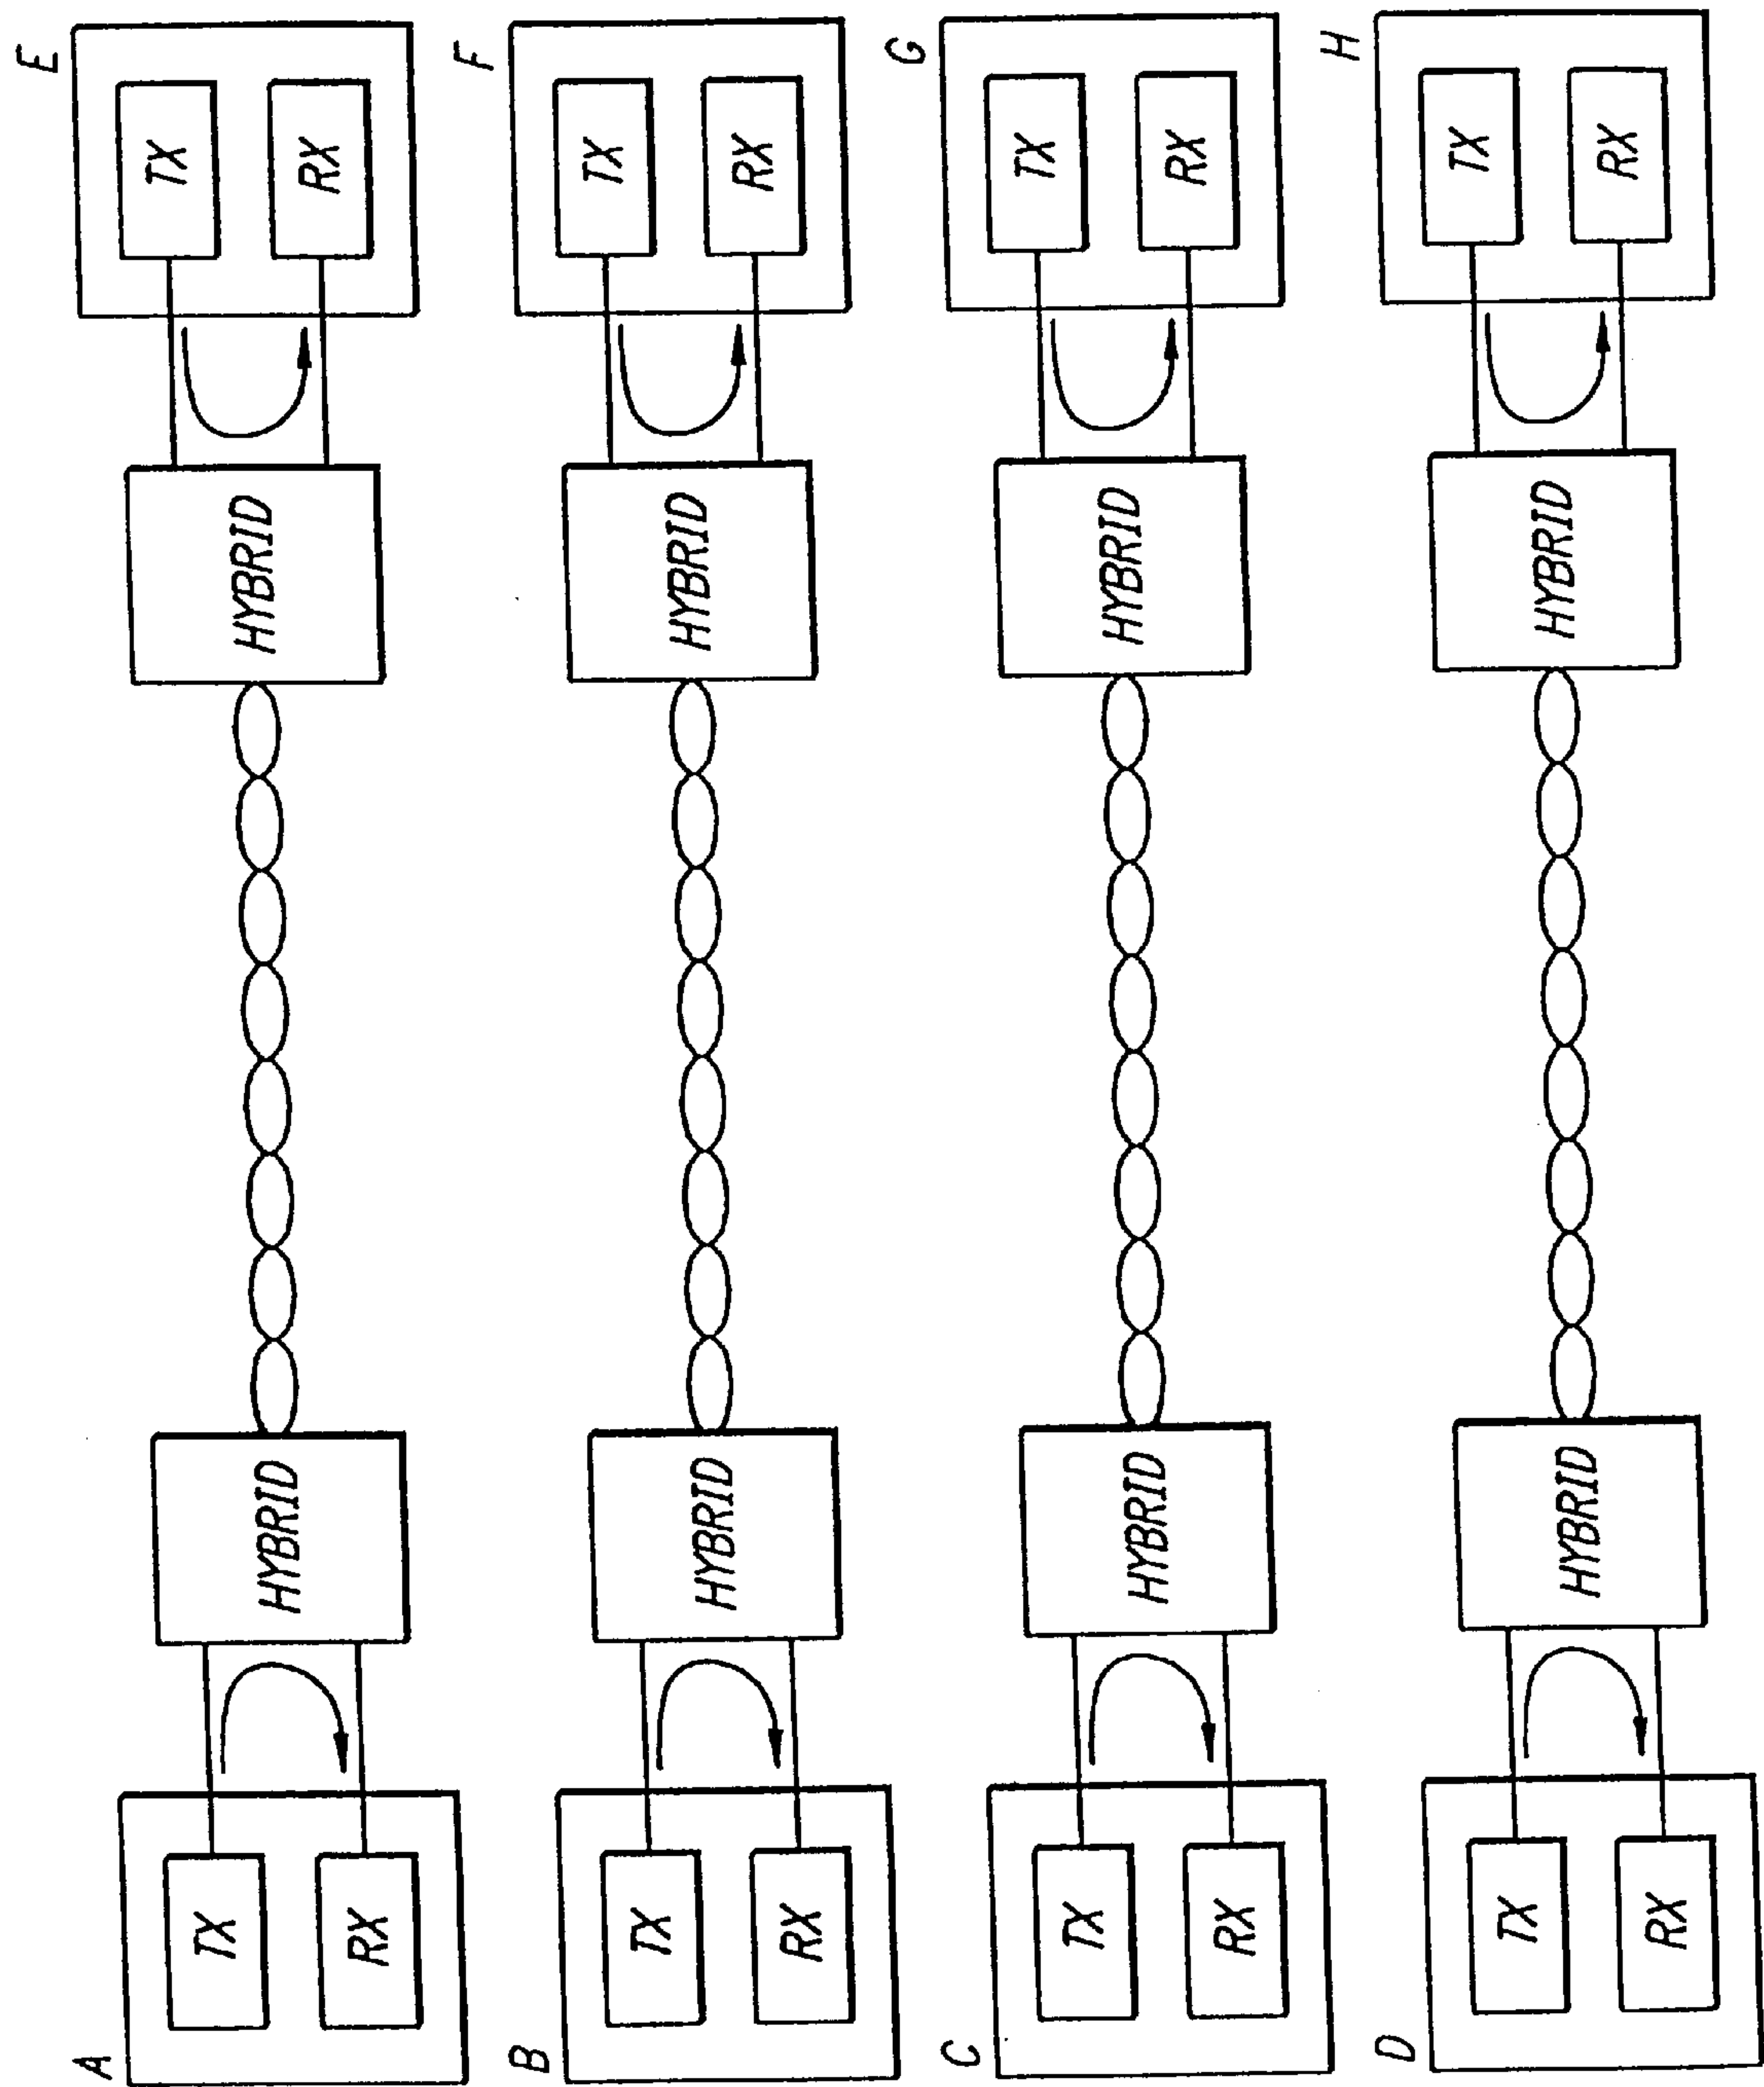 A
TX
RX
HYBRID
HYBRID
TX
RX
E
B
TX
RX
HYBRID
HYBRID
TX
RX
F
C
TX
RX
HYBRID
HYBRID
TX
RX
G
D
TX
RX
HYBRID
HYBRID
TX
RX
H